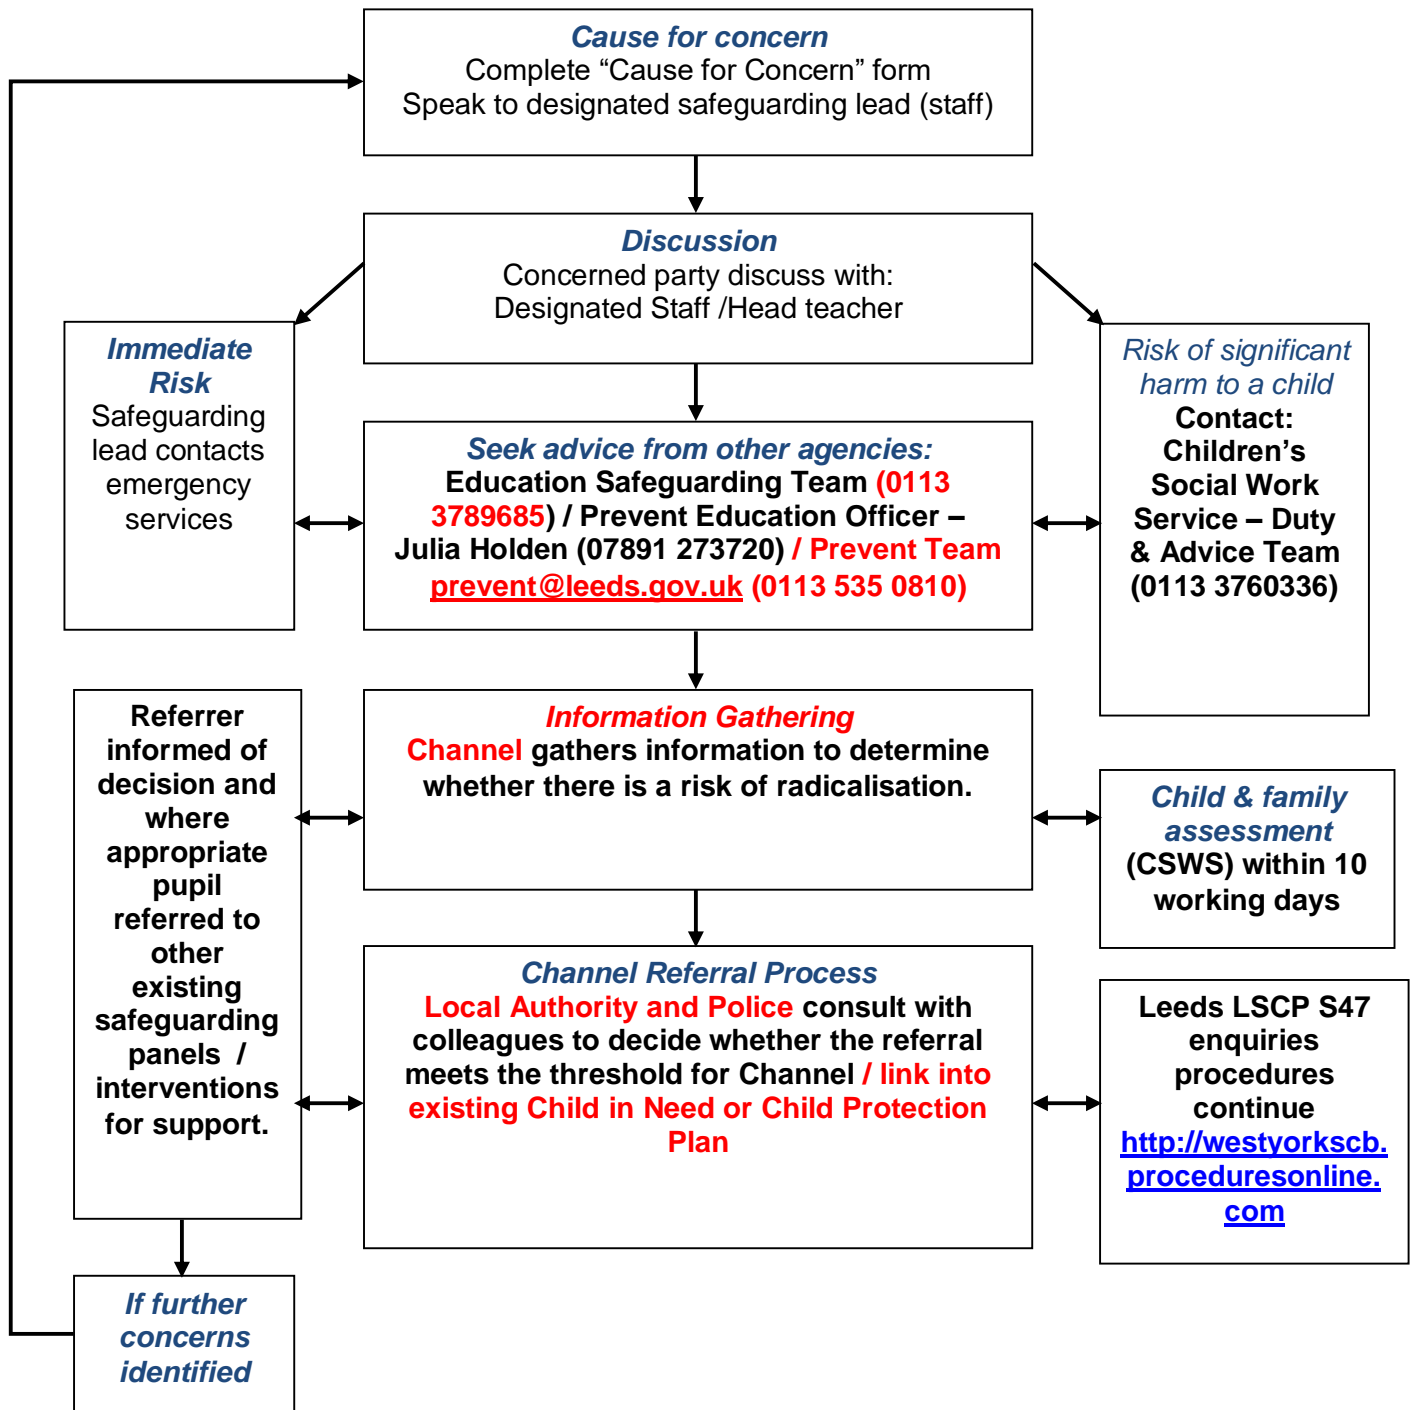 Cause for concern
Complete “Cause for Concern” form
Speak to designated safeguarding lead (staff)
Discussion
Concerned party discuss with:
Designated Staff /Head teacher
Immediate
Risk
Safeguarding
lead contacts
emergency
services
Seek advice from other agencies:
Education Safeguarding Team (0113
3789685) / Prevent Education Officer –
Julia Holden (07891 273720) / Prevent Team
prevent@leeds.gov.uk (0113 535 0810)
Risk of significant
harm to a child
Contact:
Children’s
Social Work
Service – Duty
& Advice Team
(0113 3760336)
Referrer
informed of
decision and
where
appropriate
pupil
referred to
other
existing
safeguarding
panels /
interventions
for support.
Information Gathering
Channel gathers information to determine
whether there is a risk of radicalisation.
Child & family
assessment
(CSWS) within 10
working days
Channel Referral Process
Local Authority and Police consult with
colleagues to decide whether the referral
meets the threshold for Channel / link into
existing Child in Need or Child Protection
Plan
Leeds LSCP S47
enquiries
procedures
continue
http://westyorkscb.
proceduresonline.
com
If further
concerns
identified